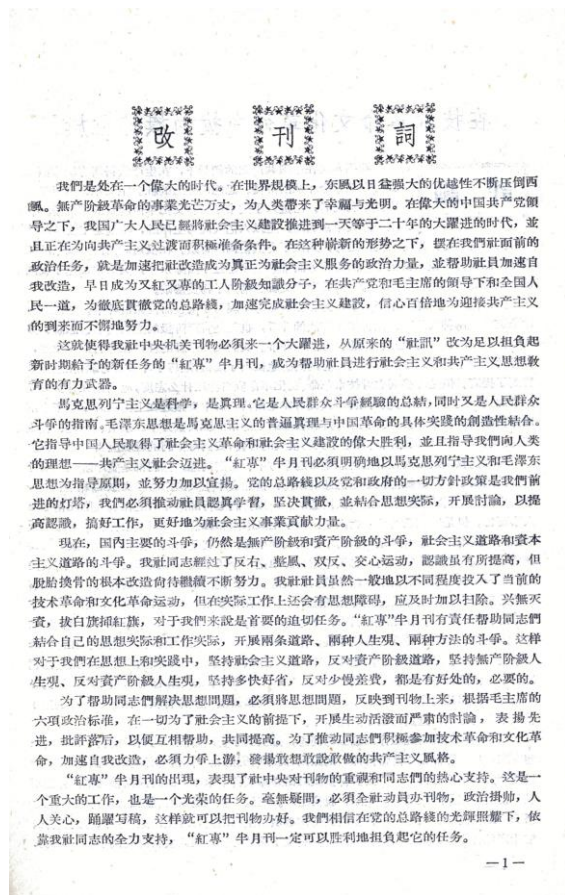 改刊詞
我們是处在一个偉大的时代。在世界規模上，东風以日益强大的优越性不断压倒西
風。無产阶級革命的事業光芒万丈，为人类帶来了幸福与光明。在偉大的中国共产党領
导之下，我国广大人民已經將社会主义建設推进到一天等于二十年的大躍进的时代，並
且正在为向共产主义过渡而积極准备条件。在这种嶄新的形势之下，摆在我們社面前的
政治任务，就是加速把社改造成为真正为社会主义服务的政治力量，並帮助社員加速自
我改造，早日成为又紅又專的工人阶級知識分子，在共产党和毛主席的領导下和全国人
民一道，为徹底貫徹党的总路綫，加速完成社会主义建設，信心百倍地为迎接共产主义
的到来而不懈地努力。
这就使得我社中央机关刊物必須来一个大躍进，从原来的“社訊”改为足以担負起
新时期給予的新任务的“紅專”半月刊，成为帮助社員进行社会主义和共产主义思想教
育的有力武器。
馬克思列宁主义是科学，是真理。它是人民群众斗爭經驗的总結，同时又是人民群众
斗爭的指南。毛澤东思想是馬克思主义的普遍真理与中国革命的具体实践的創造性結合。
它指导中国人民取得了社会主义革命和社会主义建設的偉大胜利，並且指导我們向人类
的理想——共产主义社会迈进。“紅專”半月刊必須明确地以馬克思列宁主义和毛澤东
思想为指导原則，並努力加以宣揚。党的总路綫以及党和政府的一切方針政策是我們前
进的灯塔，我們必須推动社員認真学習，坚决貫徹，並結合思想实际，开展討論，以提
高認識，搞好工作，更好地为社会主义事業貢献力量。
現在，国內主要的斗爭，仍然是無产阶級和資产阶級的斗爭，社会主义道路和資本
主义道路的斗爭。我社同志經过了反右、整風、双反、交心运动，認識虽有所提高，但
脫胎換骨的根本改造尚待繼續不断努力。我社社員虽然一般地以不同程度投入了当前的
技术革命和文化革命运动，但在实际工作上还会有思想障碍，应及时加以扫除。兴無灭
資，拔白旗插紅旗，对于我們来說是首要的迫切任务。“紅專”半月刊有責任帮助同志們
結合自己的思想实际和工作实际，开展兩条道路、兩种人生观、兩种方法的斗爭。这样
对于我們在思想上和实践中，坚持社会主义道路，反对資产阶級道路，坚持無产阶級人
生观、反对資产阶級人生观，坚持多快好省，反对少慢差費，都是有好处的，必要的。
为了帮助同志們解决思想問題，必須將思想問題，反映到刊物上来，根据毛主席的
六項政治标准，在一切为了社会主义的前提下，开展生动活潑而严肃的討論，表揚先
进，批評落后，以便互相帮助，共同提高。为了推动同志們积極参加技术革命和文化革
命，加速自我改造，必須力爭上游，發揚敢想敢說敢做的共产主义風格。
“紅專”半月刊的出現，表現了社中央对刊物的重視和同志們的热心支持。这是一
个重大的工作，也是一个光荣的任务。毫無疑問，必須全社动員办刊物，政治掛帅，人
人关心，踊躍写稿，这样就可以把刊物办好。我們相信在党的总路綫的光輝照耀下，依
靠我社同志的全力支持，“紅專”半月刊一定可以胜利地担負起它的任务。
—1—